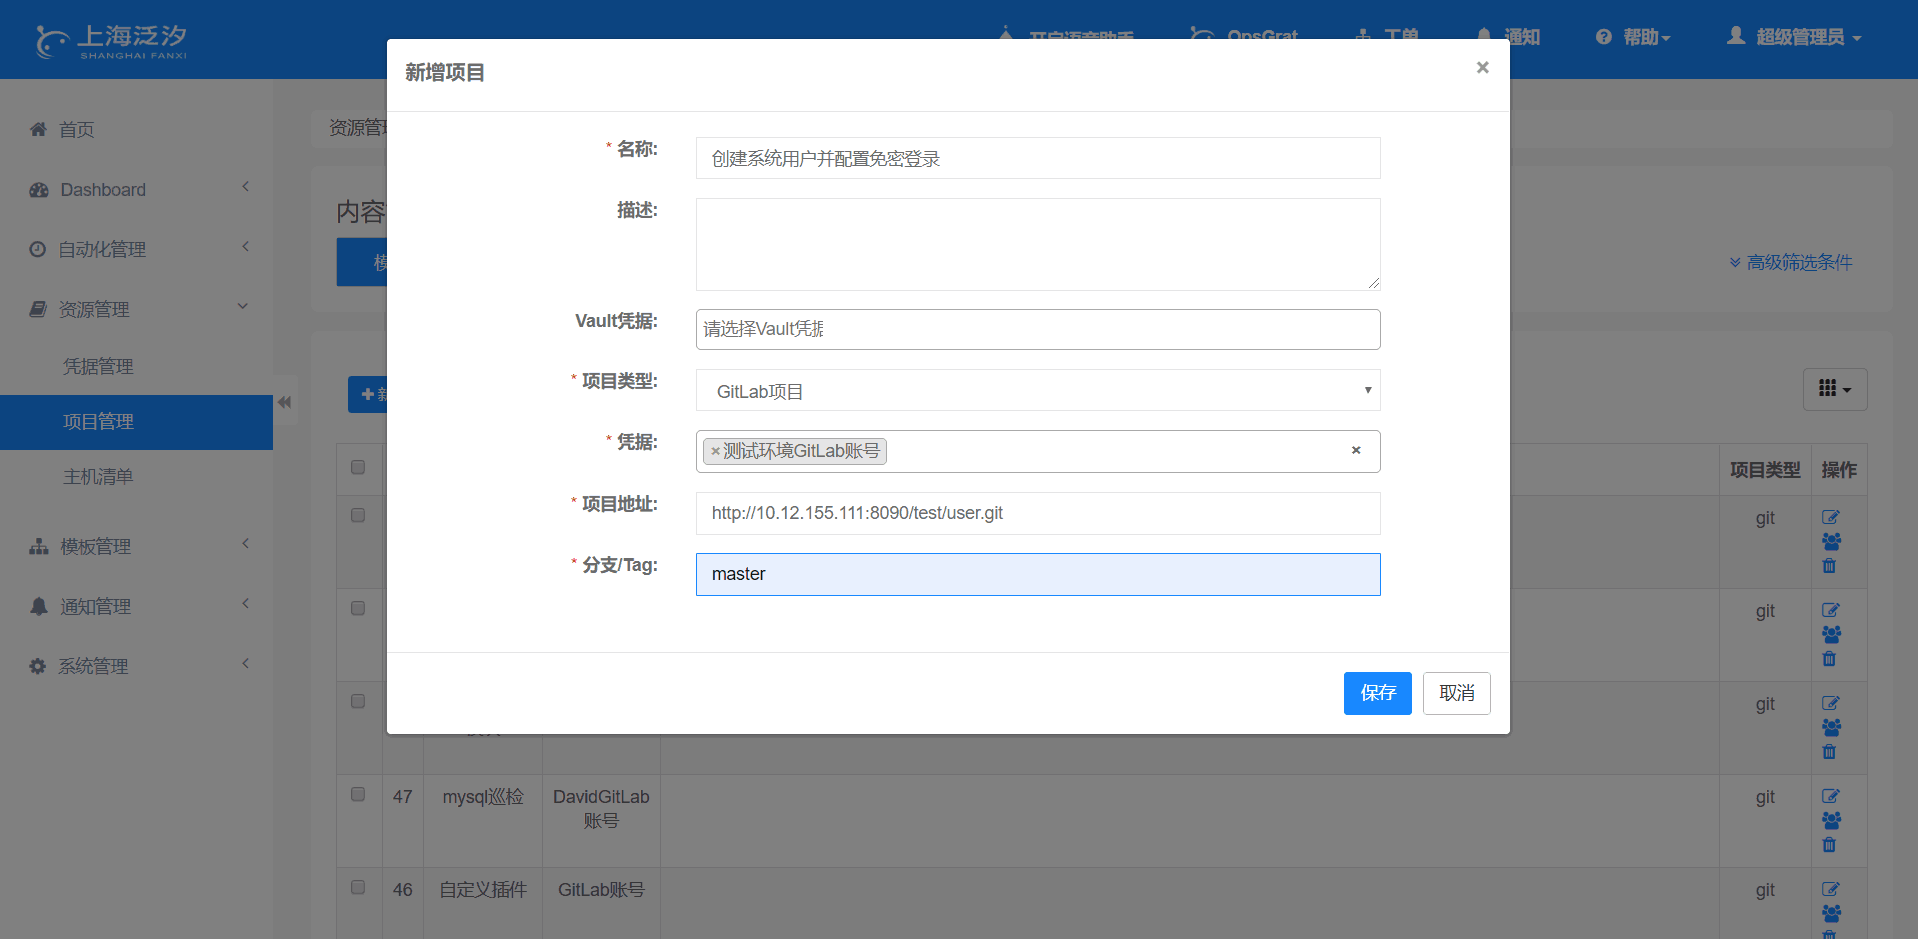 上海泛汐
SHANGHAI FANXI
开启语音助手
OpsGrat
工单
通知
帮助
超级管理员
首页
Dashboard
自动化管理
资源管理
凭据管理
项目管理
主机清单
模板管理
通知管理
系统管理
资源管理
内容
高级筛选条件
新增项目
×
* 名称:
创建系统用户并配置免密登录
描述:
Vault凭据:
请选择Vault凭据
* 项目类型:
GitLab项目
* 凭据:
×测试环境GitLab账号
×
* 项目地址:
http://10.12.155.111:8090/test/user.git
* 分支/Tag:
master
保存
取消
项目类型 操作
git
git
git
47 mysql巡检 DavidGitLab账号 git
46 自定义插件 GitLab账号 git